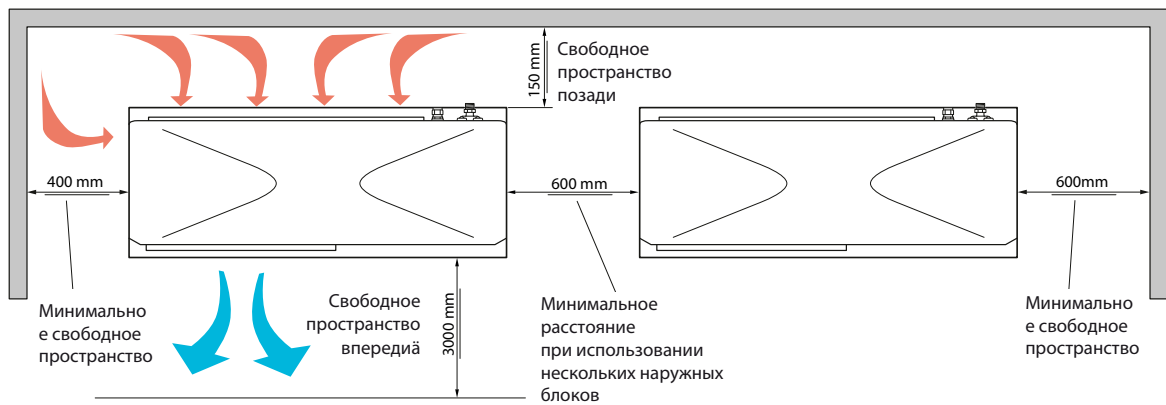 150 mm
Свободное
пространство
позади
400 mm
600 mm
600mm
Минимально
е свободное
пространство
Свободное
пространство
впередиä
3000 mm
Минимальное
расстояние
при использовании
нескольких наружных
блоков
Минимально
е свободное
пространство